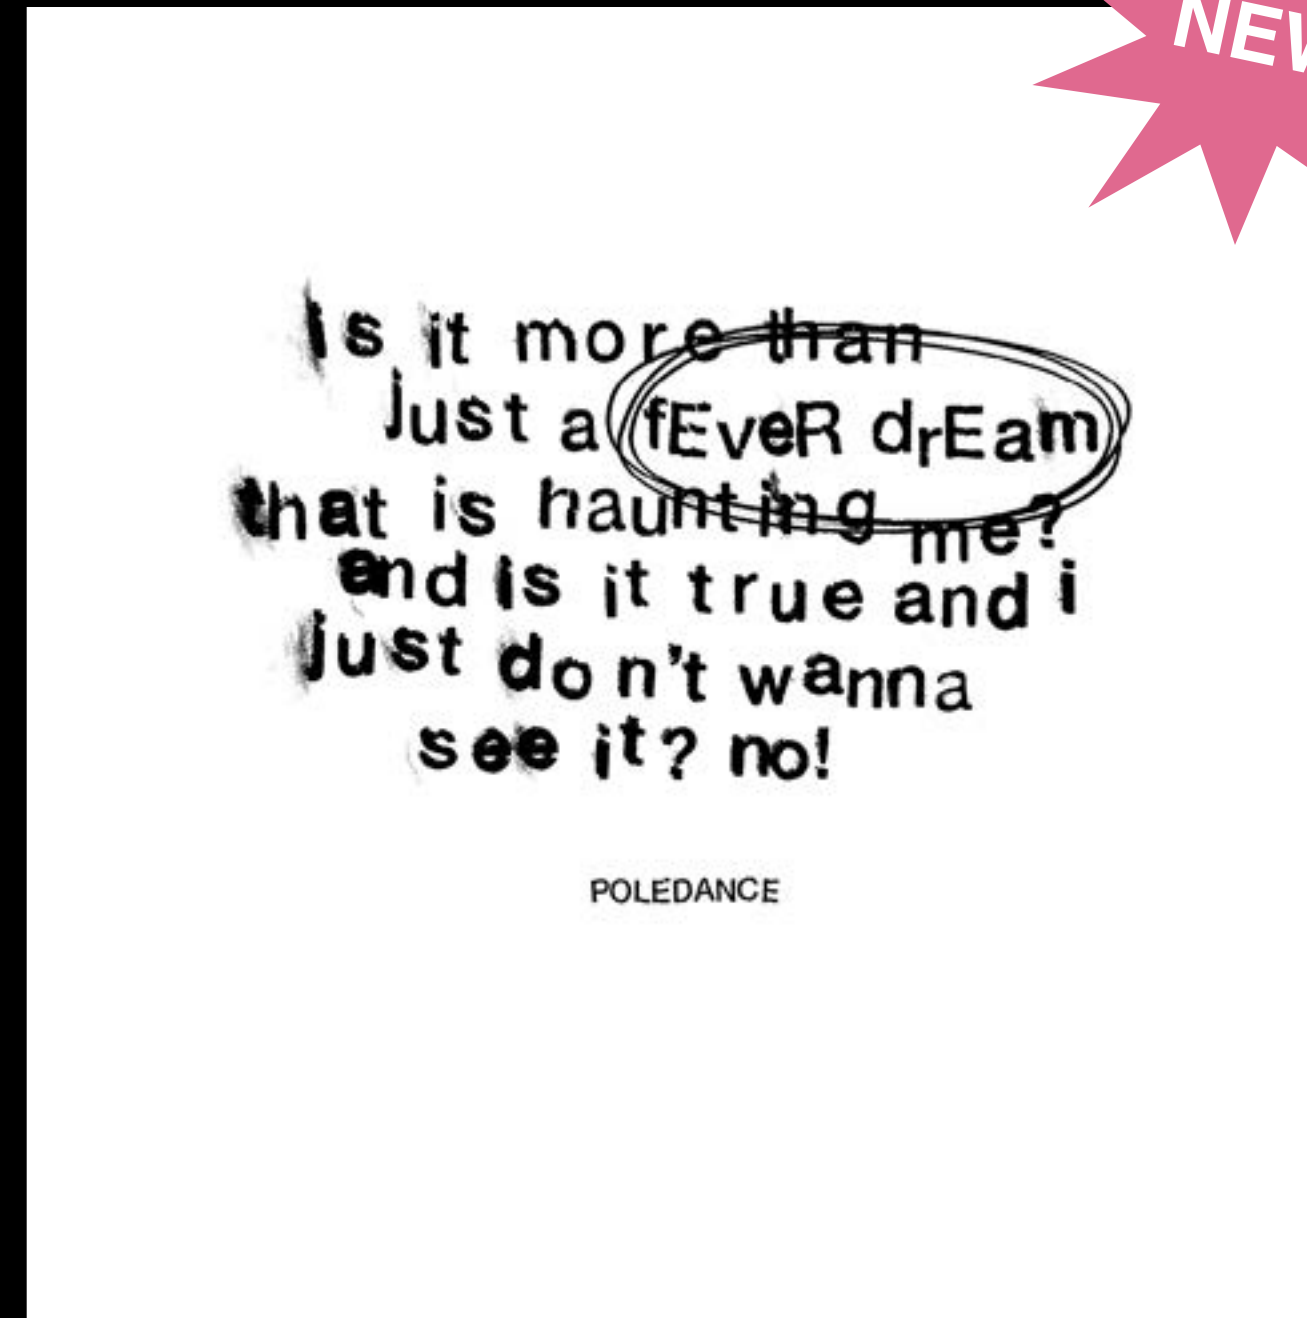 NEW
is it more than
just a fEveR drEam
that is haunting me?
and is it true and i
just don't wanna
see it? no!
POLEDANCE